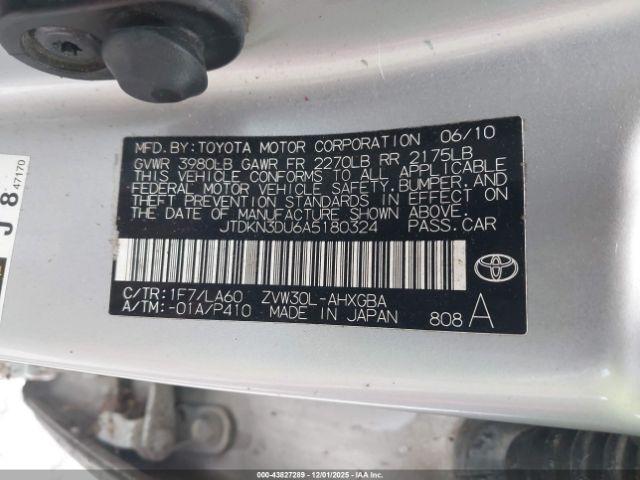 MFD. BY: TOYOTA MOTOR CORPORATION 06/10
GVWR 3980LB GAWR FR 2270LB RR 2175LB
THIS VEHICLE CONFORMS TO ALL APPLICABLE
FEDERAL MOTOR VEHICLE SAFETY, BUMPER, AND
THEFT PREVENTION STANDARDS IN EFFECT ON
THE DATE OF MANUFACTURE SHOWN ABOVE.
JTDKN3DU6A5180324 PASS. CAR
C/TR: 1F7/LA60 ZVW30L-AHXGBA
A/TM: -01A/P410 MADE IN JAPAN 808 A
TOYOTA
J 8 47170
000-43827289 - 12/01/2025 - Copart